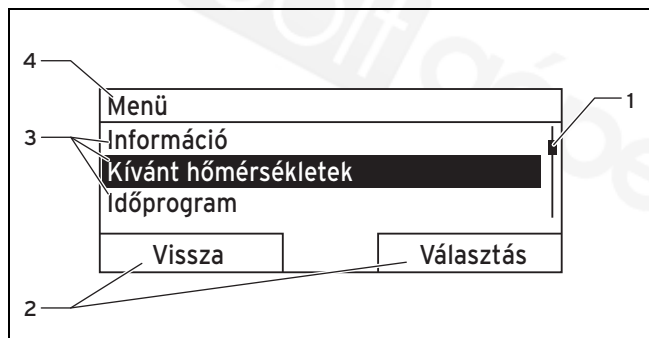 4
Menü
1
3
Információ
Kívánt hőmérsékletek
Időprogram
Vissza
Választás
2